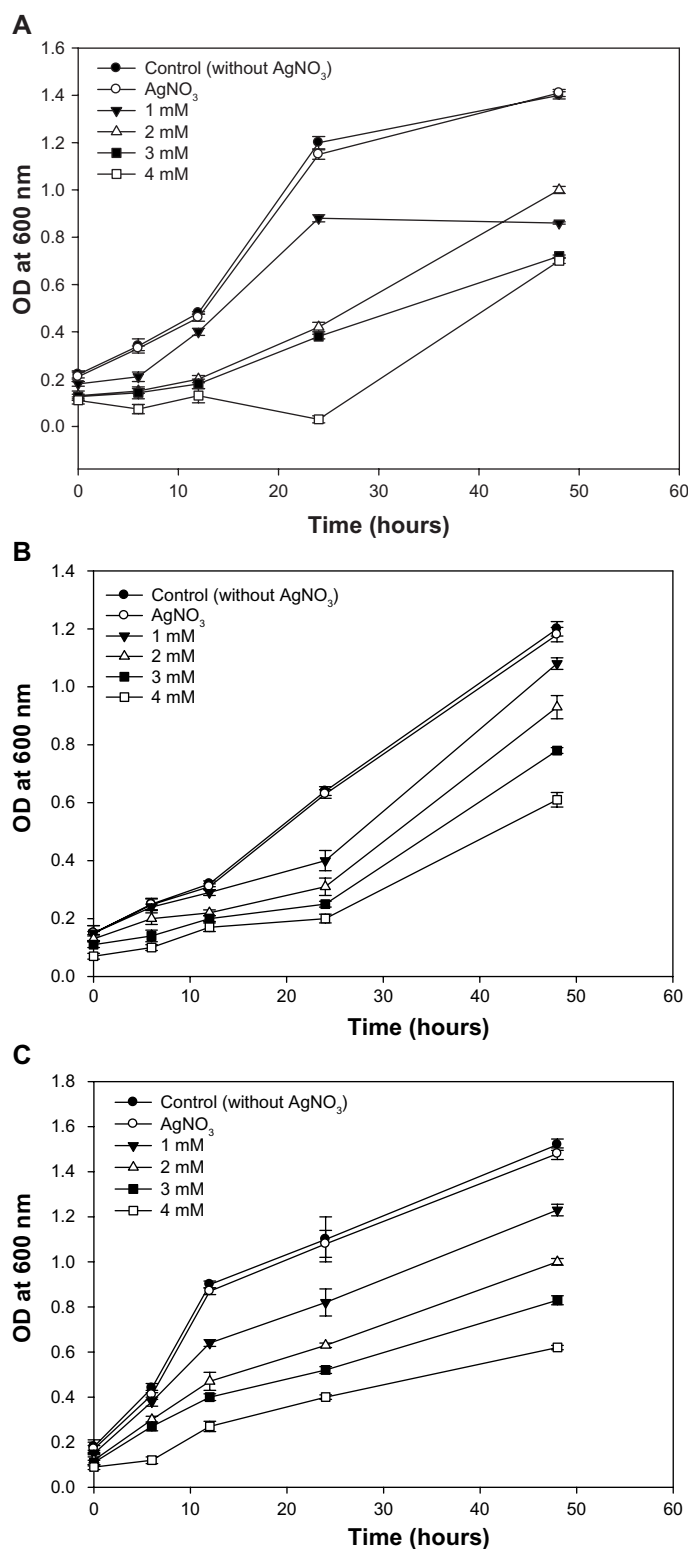 A
1.6
1.4
1.2
1.0
0.8
0.6
0.4
0.2
0.0
OD at 600 nm
Control (without AgNO₃)
AgNO₃
1 mM
2 mM
3 mM
4 mM
0 10 20 30 40 50 60
Time (hours)
B
1.4
1.2
1.0
0.8
0.6
0.4
0.2
0.0
OD at 600 nm
Control (without AgNO₃)
AgNO₃
1 mM
2 mM
3 mM
4 mM
0 10 20 30 40 50 60
Time (hours)
C
1.8
1.6
1.4
1.2
1.0
0.8
0.6
0.4
0.2
0.0
OD at 600 nm
Control (without AgNO₃)
AgNO₃
1 mM
2 mM
3 mM
4 mM
0 10 20 30 40 50 60
Time (hours)